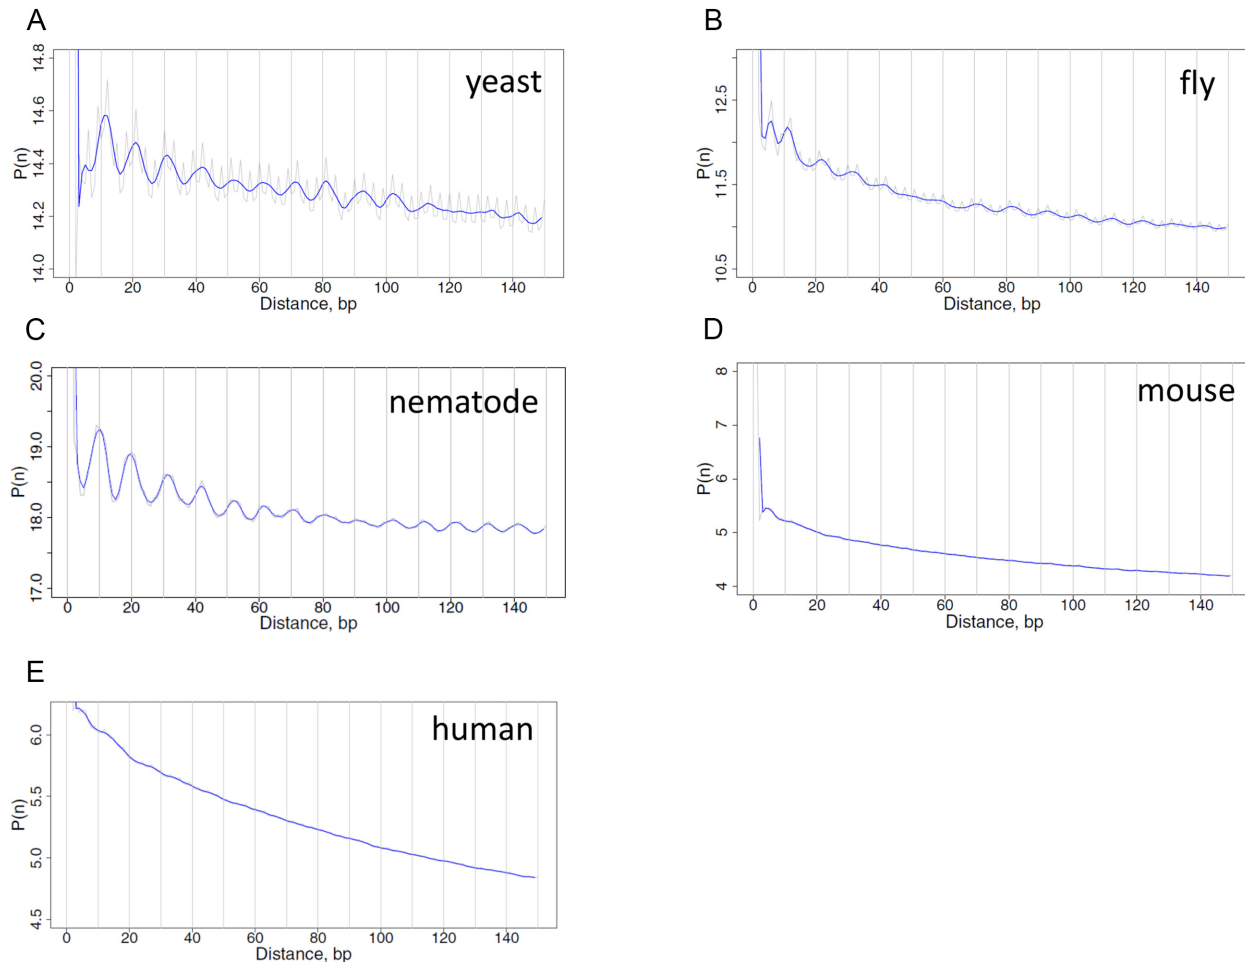 A
yeast
P(n)
14.8
14.6
14.4
14.2
14.0
0 20 40 60 80 100 120 140
Distance, bp
B
fly
P(n)
12.5
11.5
10.5
0 20 40 60 80 100 120 140
Distance, bp
C
nematode
P(n)
20.0
19.0
18.0
17.0
0 20 40 60 80 100 120 140
Distance, bp
D
mouse
P(n)
8
7
6
5
4
0 20 40 60 80 100 120 140
Distance, bp
E
human
P(n)
6.0
5.5
5.0
4.5
0 20 40 60 80 100 120 140
Distance, bp